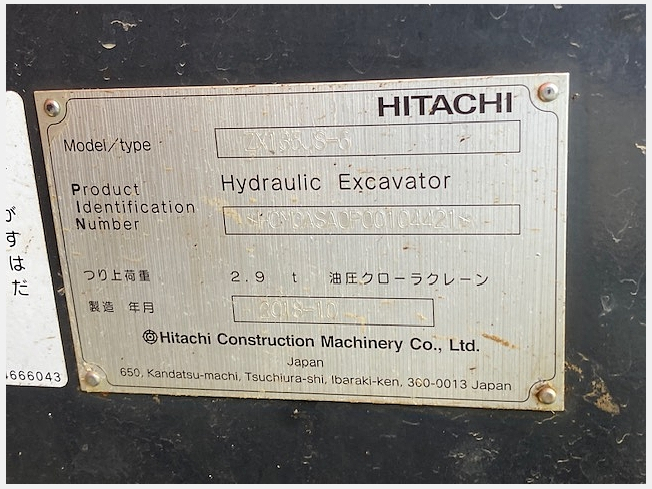 HITACHI
Model/type ZX135US-6
Product Identification Number
Hydraulic Excavator
つり上荷重 2.9 t 油圧クローラクレーン
製造 年月 2018-10
Hitachi Construction Machinery Co., Ltd.
Japan
650, Kandatsu-machi, Tsuchiura-shi, Ibaraki-ken, 300-0013 Japan
がすはだ
666043